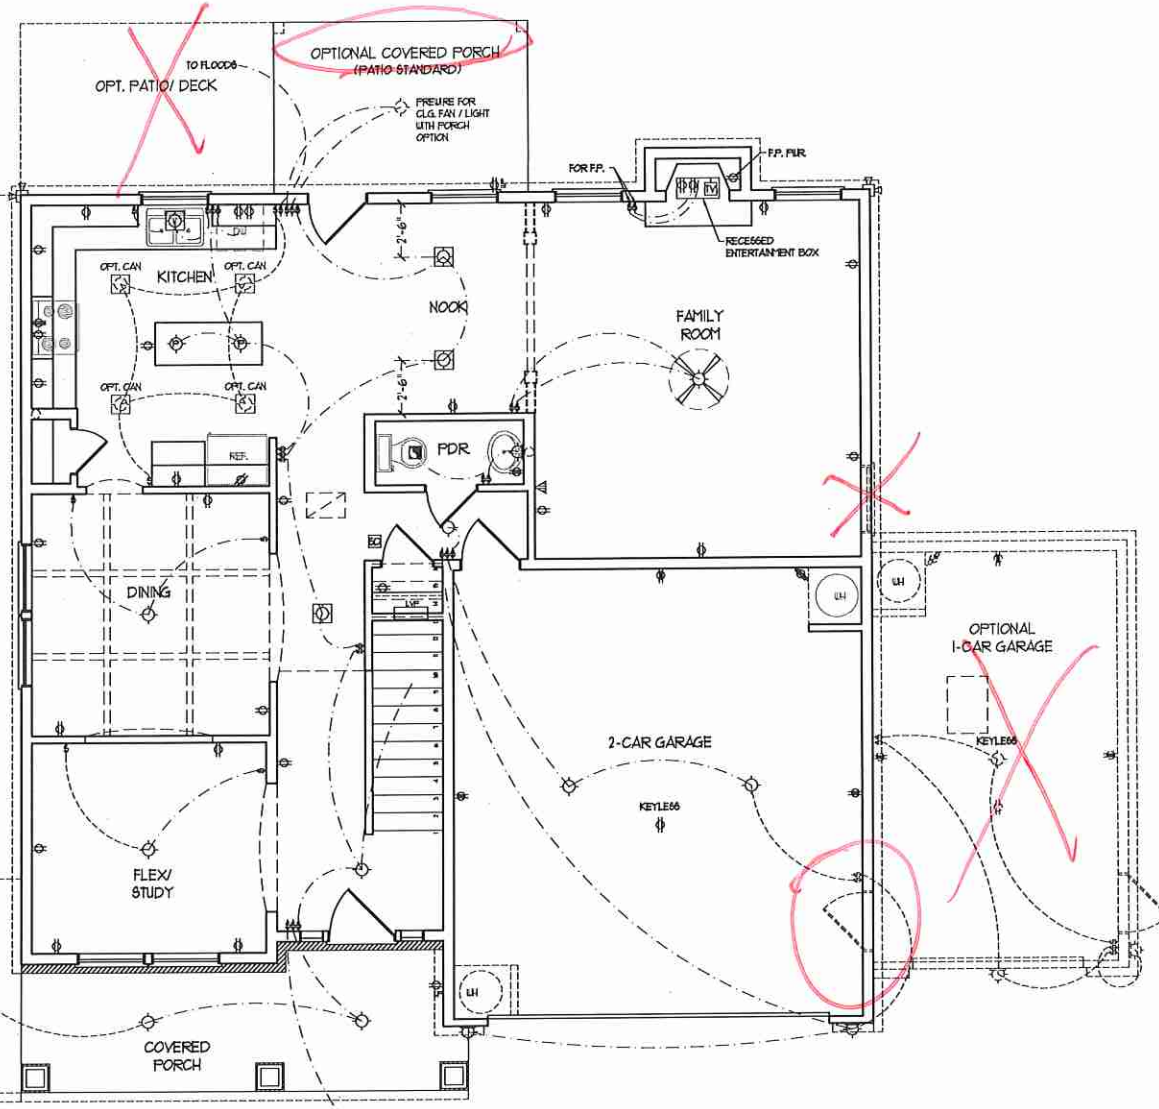 OPTIONAL COVERED PORCH
(PATIO STANDARD)
TO FLOODS
OPT. PATIO/ DECK
PREWIRE FOR
CLG. FAN / LIGHT
WITH PORCH
OPTION
FOR F.P.
F.P. PWR.
TV
RECESSED
ENTERTAINMENT BOX
DW
OPT. CAN
OPT. CAN
KITCHEN
2'-6"
NOOK
FAMILY
ROOM
P
P
2'-6"
OPT. CAN
OPT. CAN
REF.
PDR
DINING
WH
WH
OPTIONAL
1-CAR GARAGE
KEYLESS
2-CAR GARAGE
KEYLESS
FLEX/
STUDY
WH
COVERED
PORCH